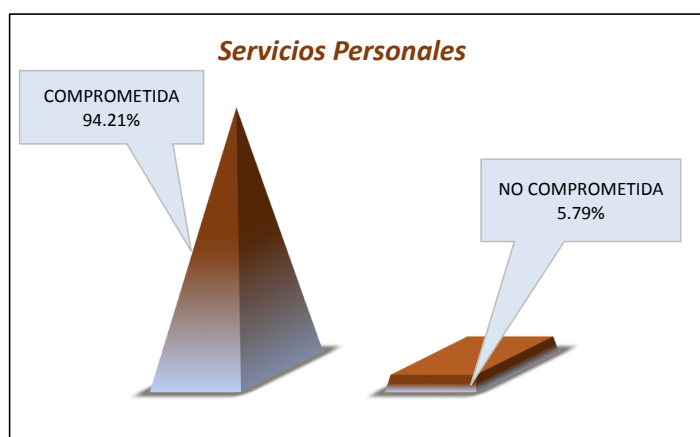 Servicios Personales
COMPROMETIDA
94.21%
NO COMPROMETIDA
5.79%